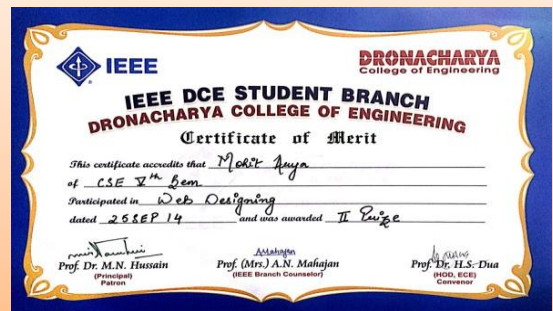 IEEE
DRONACHARYA
College of Engineering
IEEE DCE STUDENT BRANCH
DRONACHARYA COLLEGE OF ENGINEERING
Certificate of Merit
This certificate accredits that Mohit
of CSE Vth Sem
Participated in Web Designing
dated 25 SEP 14 and was awarded II Prize
Prof. Dr. M.N. Hussain
(Principal)
Patron
Prof. (Mrs.) A.N. Mahajan
(IEEE Branch Counselor)
Prof. Dr. H.S. Dua
(HOD, ECE)
Convenor